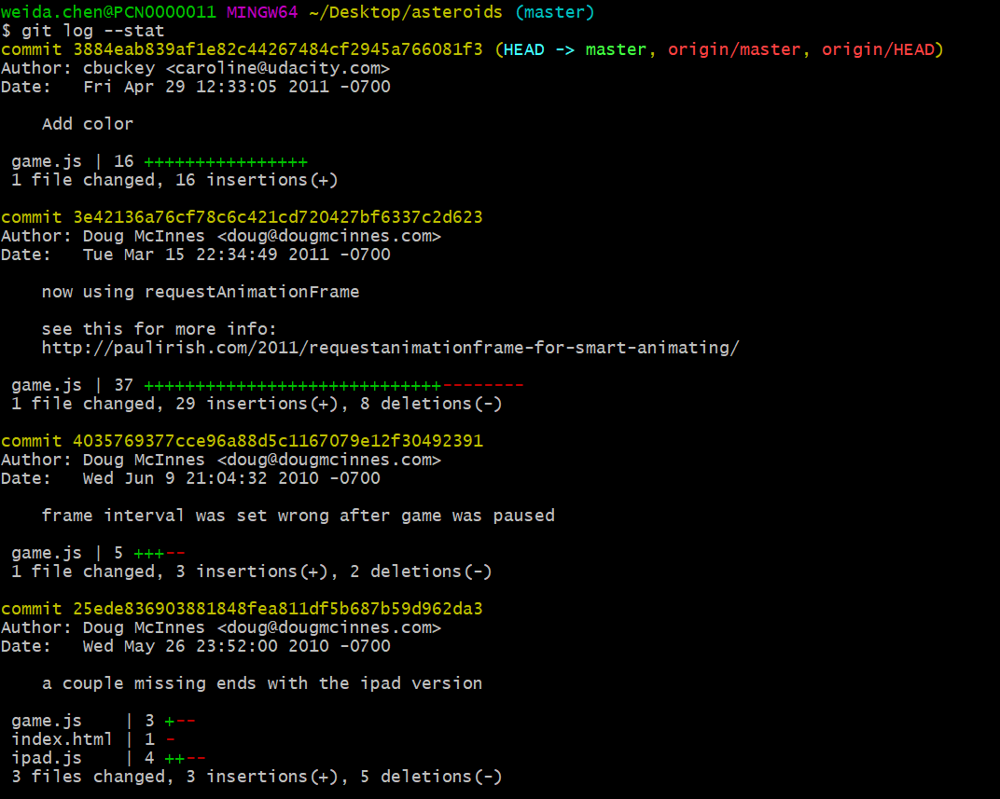 weida.chen@PCN0000011 MINGW64 ~/Desktop/asteroids (master)
$ git log --stat
commit 3884eab839af1e82c44267484cf2945a766081f3 (HEAD -> master, origin/master, origin/HEAD)
Author: cbuckey <caroline@udacity.com>
Date:   Fri Apr 29 12:33:05 2011 -0700

    Add color

 game.js | 16 ++++++++++++++++
 1 file changed, 16 insertions(+)

commit 3e42136a76cf78c6c421cd720427bf6337c2d623
Author: Doug McInnes <doug@dougmcinnes.com>
Date:   Tue Mar 15 22:34:49 2011 -0700

    now using requestAnimationFrame

    see this for more info:
    http://paulirish.com/2011/requestanimationframe-for-smart-animating/

 game.js | 37 +++++++++++++++++++++++++++++--------
 1 file changed, 29 insertions(+), 8 deletions(-)

commit 4035769377cce96a88d5c1167079e12f30492391
Author: Doug McInnes <doug@dougmcinnes.com>
Date:   Wed Jun 9 21:04:32 2010 -0700

    frame interval was set wrong after game was paused

 game.js | 5 +++--
 1 file changed, 3 insertions(+), 2 deletions(-)

commit 25ede836903881848fea811df5b687b59d962da3
Author: Doug McInnes <doug@dougmcinnes.com>
Date:   Wed May 26 23:52:00 2010 -0700

    a couple missing ends with the ipad version

 game.js    | 3 +--
 index.html | 1 -
 ipad.js    | 4 ++--
 3 files changed, 3 insertions(+), 5 deletions(-)